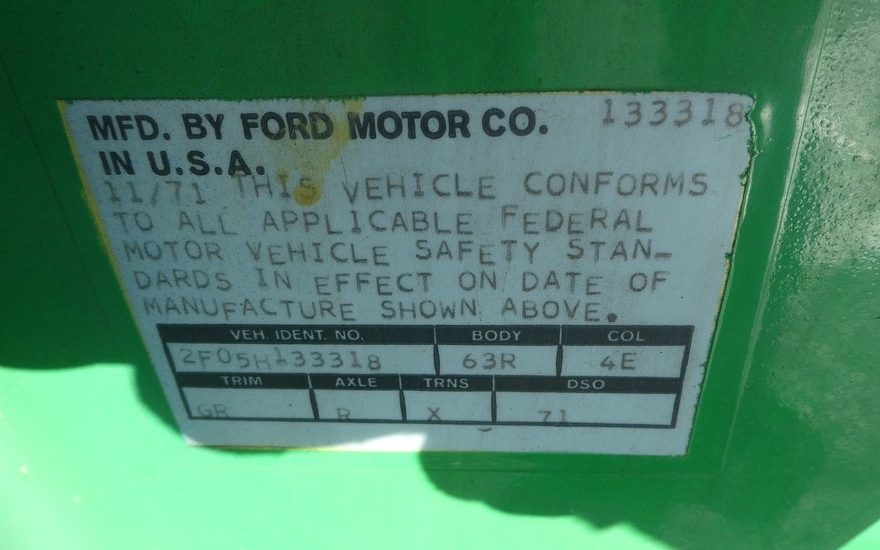 MFD. BY FORD MOTOR CO. 133318
IN U.S.A.
11/71 THIS VEHICLE CONFORMS
TO ALL APPLICABLE FEDERAL
MOTOR VEHICLE SAFETY STAN-
DARDS IN EFFECT ON DATE OF
MANUFACTURE SHOWN ABOVE.
VEH. IDENT. NO. BODY COL
2F05H133318 63R 4E
TRIM AXLE TRNS DSO
GR R X 71